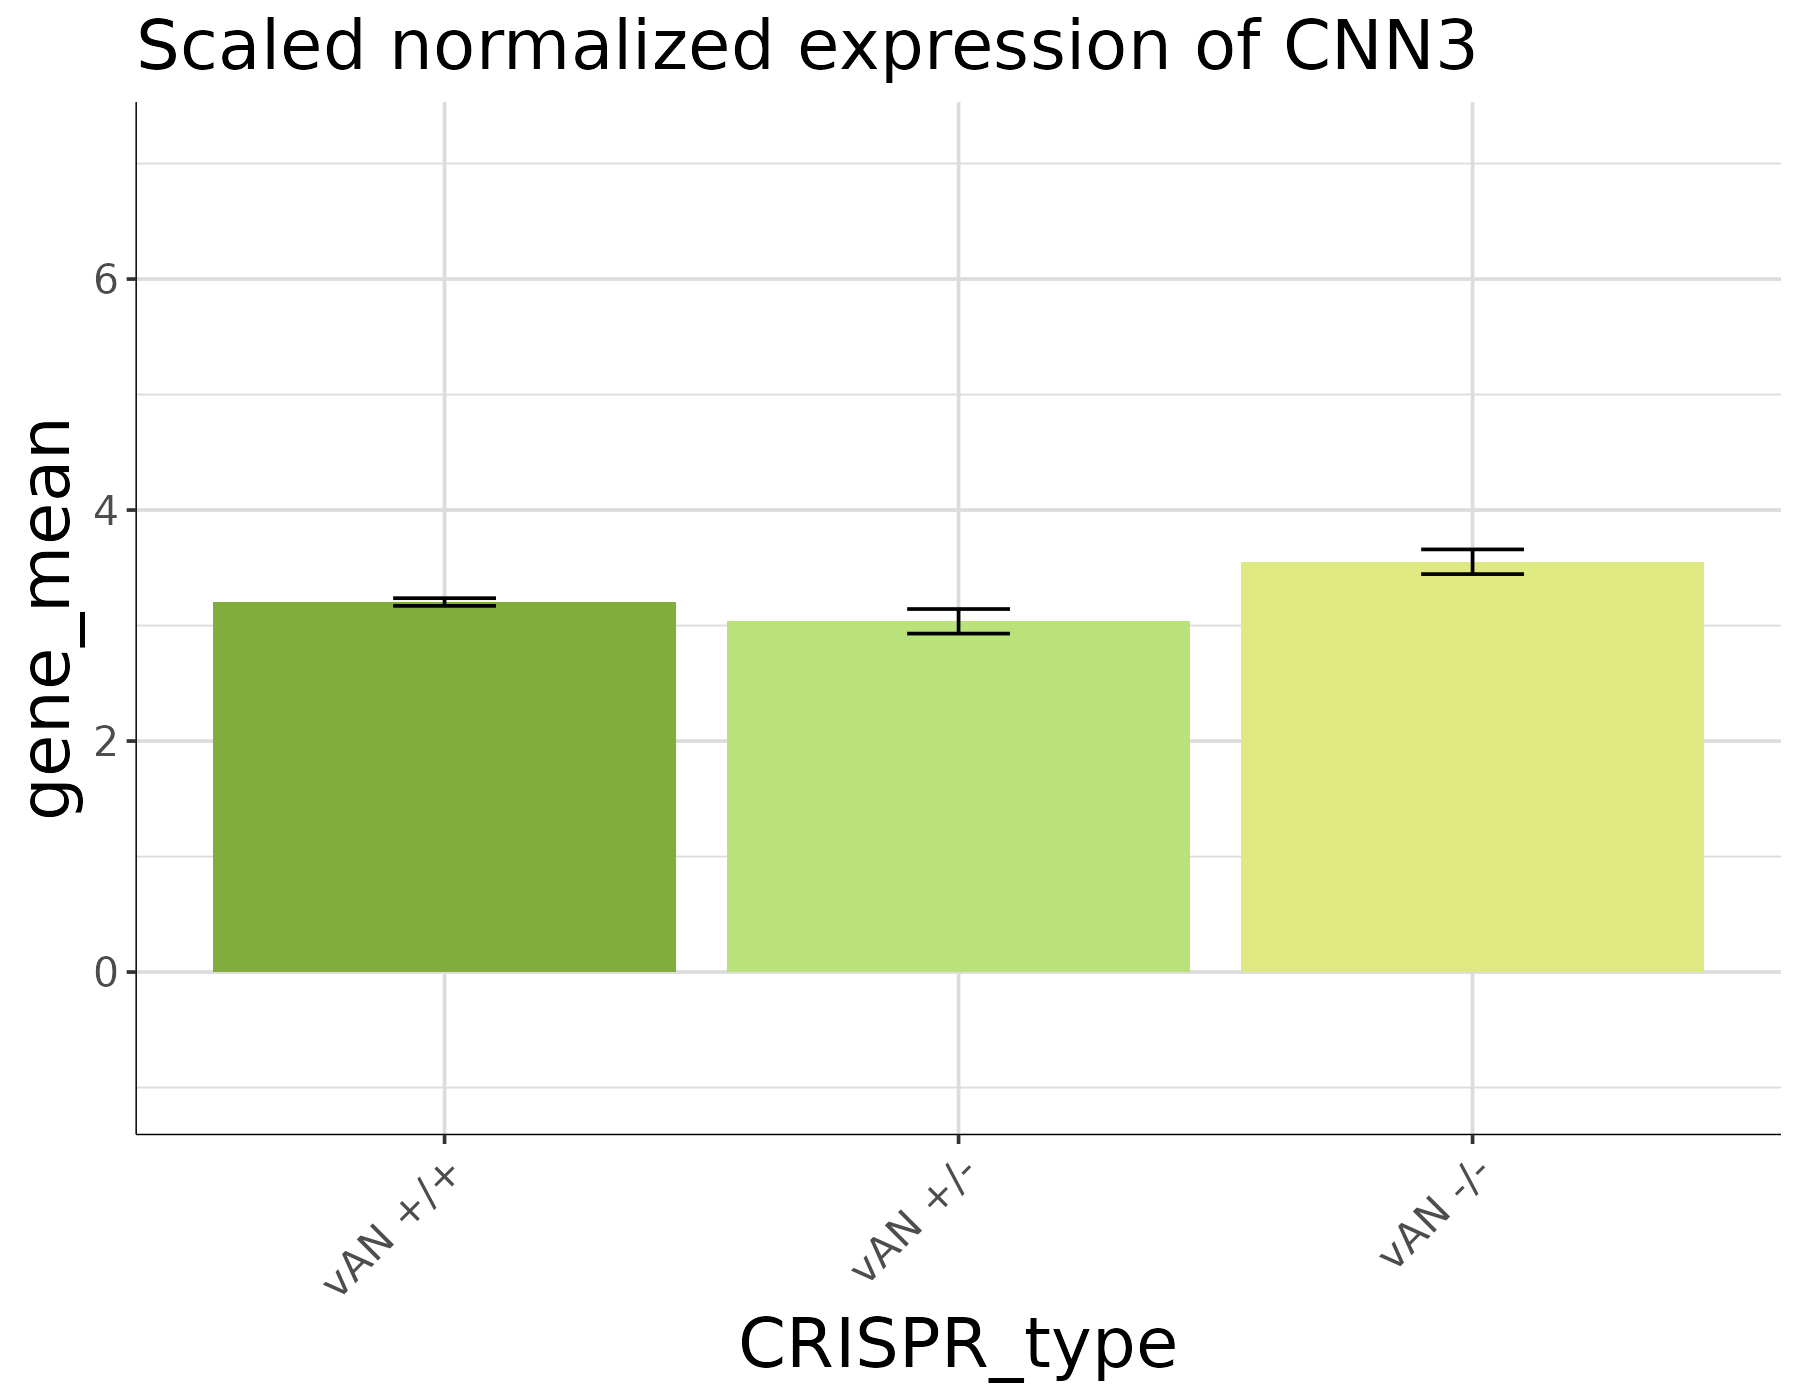 Scaled normalized expression of CNN3
gene_mean
6
4
2
0
vAN +/+
vAN +/-
vAN -/-
CRISPR_type